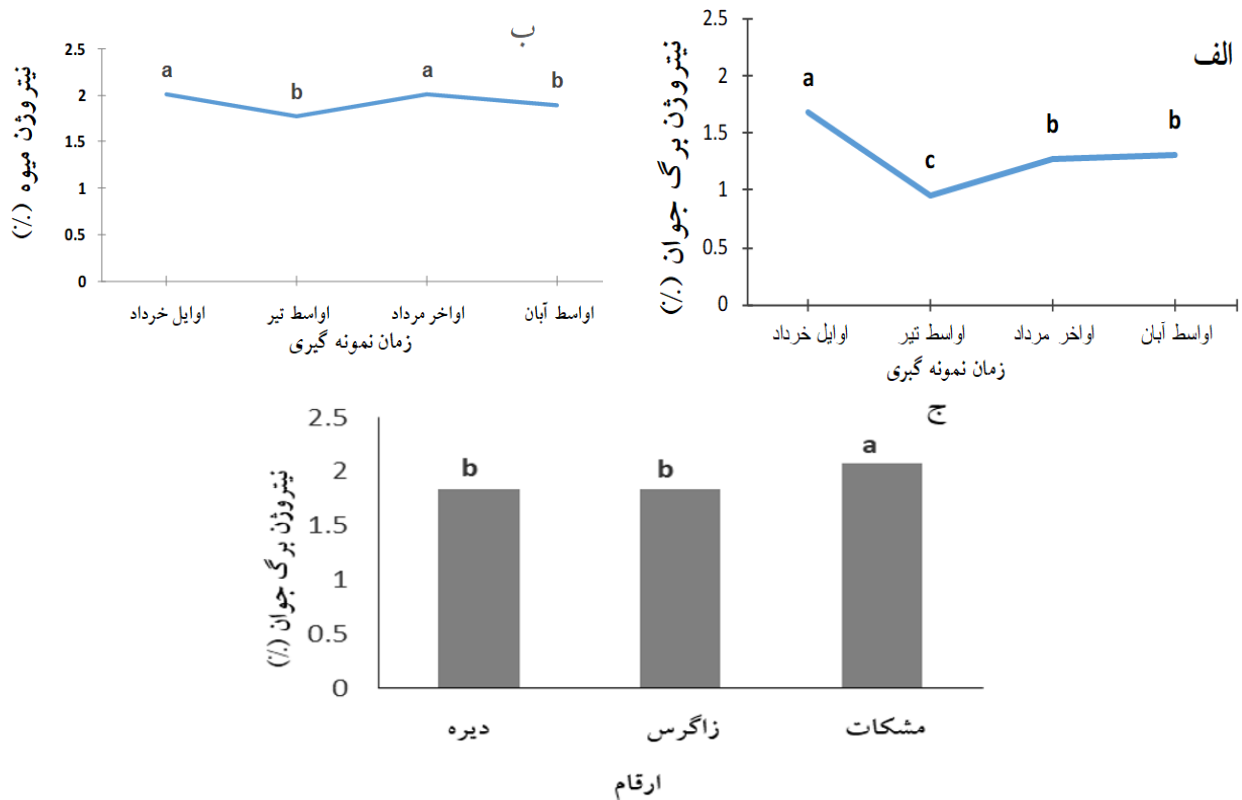 الف
نیتروژن برگ جوان (٪)
2.5
2
1.5
1
0.5
0
a
c
b
b
اوایل خرداد
اواسط تیر
اواخر مرداد
اواسط آبان
زمان نمونه گبری
ب
نیتروژن میوه (٪)
2.5
2
1.5
1
0.5
0
a
b
a
b
اوایل خرداد
اواسط تیر
اواخر مرداد
اواسط آبان
زمان نمونه گیری
ج
نیتروژن برگ جوان (٪)
2.5
2
1.5
1
0.5
0
b
b
a
دیره
زاگرس
مشکات
ارقام